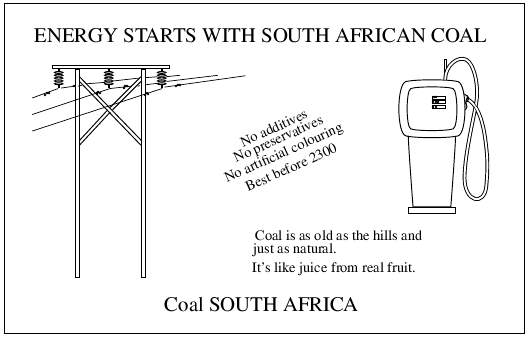 ENERGY STARTS WITH SOUTH AFRICAN COAL
No additives
No preservatives
No artificial colouring
Best before 2300
Coal is as old as the hills and
just as natural.
It's like juice from real fruit.
Coal SOUTH AFRICA